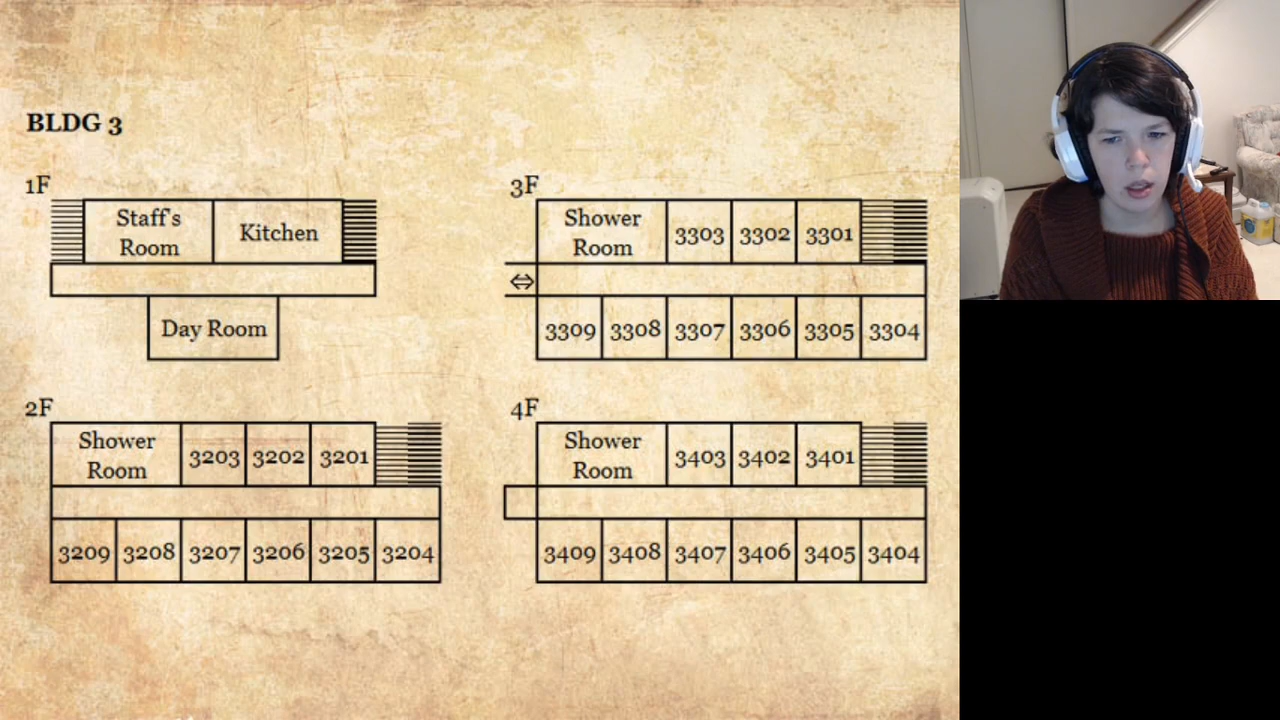 BLDG 3
1F
Staff's
Room
Kitchen
Day Room
2F
Shower
Room
3203 3202 3201
3209 3208 3207 3206 3205 3204
3F
Shower
Room
3303 3302 3301
⇔
3309 3308 3307 3306 3305 3304
4F
Shower
Room
3403 3402 3401
3409 3408 3407 3406 3405 3404